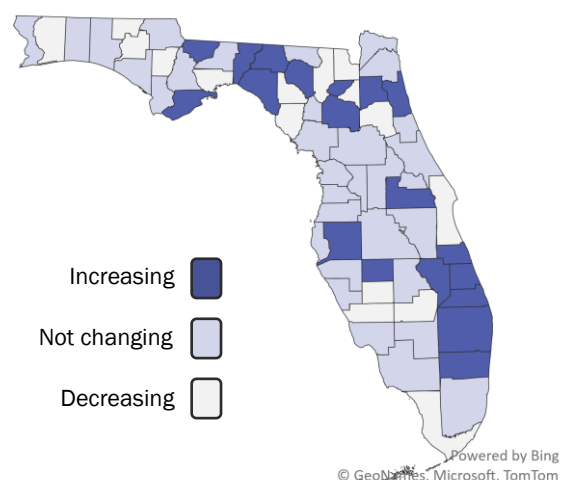 Increasing
Not changing
Decreasing
Powered by Bing
© GeoNames, Microsoft, TomTom